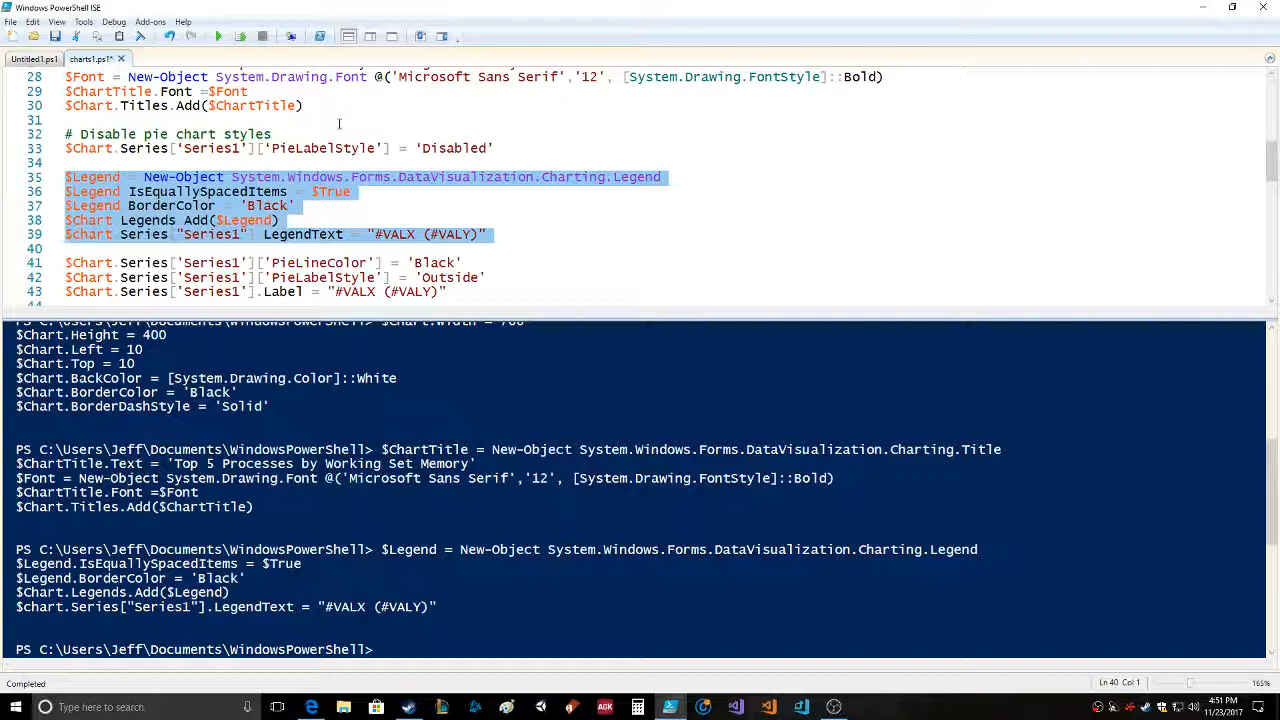 Windows PowerShell ISE
File Edit View Tools Debug Add-ons Help
Untitled1.ps1 charts1.ps1*
28 $Font = New-Object System.Drawing.Font @('Microsoft Sans Serif','12', [System.Drawing.FontStyle]::Bold)
29 $ChartTitle.Font =$Font
30 $Chart.Titles.Add($ChartTitle)
31
32 # Disable pie chart styles
33 $Chart.Series[‘Series1’][‘PieLabelStyle’] = ‘Disabled’
34
35 $Legend = New-Object System.Windows.Forms.DataVisualization.Charting.Legend
36 $Legend IsEquallySpacedItems = $True
37 $Legend BorderColor = 'Black'
38 $Chart Legends Add($Legend)
39 $chart Series "Series1" LegendText = "#VALX (#VALY)"
40
41 $Chart.Series['Series1']['PieLineColor'] = 'Black'
42 $Chart.Series['Series1']['PieLabelStyle'] = 'Outside'
43 $Chart.Series['Series1'].Label = "#VALX (#VALY)"
44
PS C:\Users\Jeff\Documents\WindowsPowerShell> $Chart.Width = 700
$Chart.Height = 400
$Chart.Left = 10
$Chart.Top = 10
$Chart.BackColor = [System.Drawing.Color]::White
$Chart.BorderColor = 'Black'
$Chart.BorderDashStyle = 'Solid'
PS C:\Users\Jeff\Documents\WindowsPowerShell> $ChartTitle = New-Object System.Windows.Forms.DataVisualization.Charting.Title
$ChartTitle.Text = 'Top 5 Processes by Working Set Memory'
$Font = New-Object System.Drawing.Font @('Microsoft Sans Serif','12', [System.Drawing.FontStyle]::Bold)
$ChartTitle.Font =$Font
$Chart.Titles.Add($ChartTitle)
PS C:\Users\Jeff\Documents\WindowsPowerShell> $Legend = New-Object System.Windows.Forms.DataVisualization.Charting.Legend
$Legend.IsEquallySpacedItems = $True
$Legend.BorderColor = 'Black'
$Chart.Legends.Add($Legend)
$chart.Series["Series1"].LegendText = "#VALX (#VALY)"
PS C:\Users\Jeff\Documents\WindowsPowerShell>
Completed Ln 40 Col 1 165%
Type here to search AGK 4:51 PM
11/23/2017